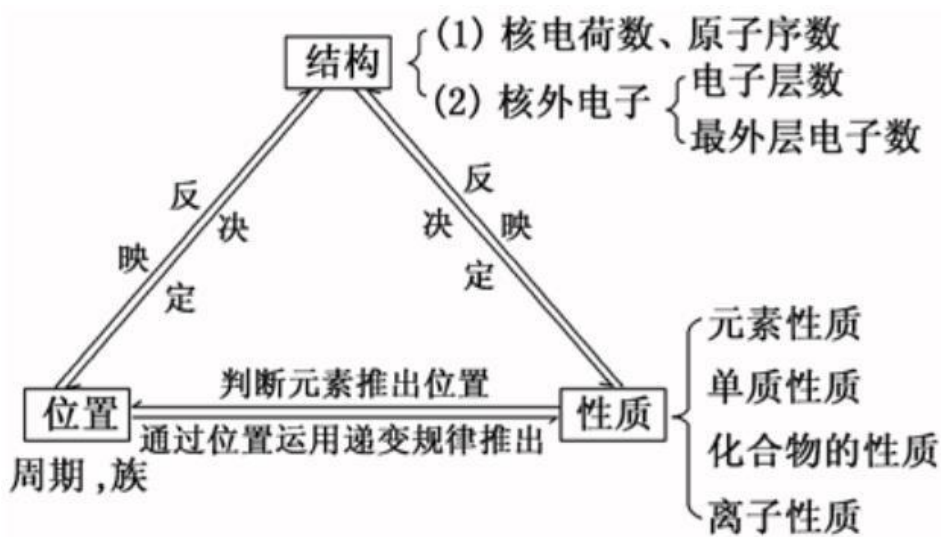 结构
(1) 核电荷数、原子序数
(2) 核外电子
电子层数
最外层电子数
反映
决定
反映
决定
判断元素推出位置
位置
性质
通过位置运用递变规律推出
周期,族
元素性质
单质性质
化合物的性质
离子性质